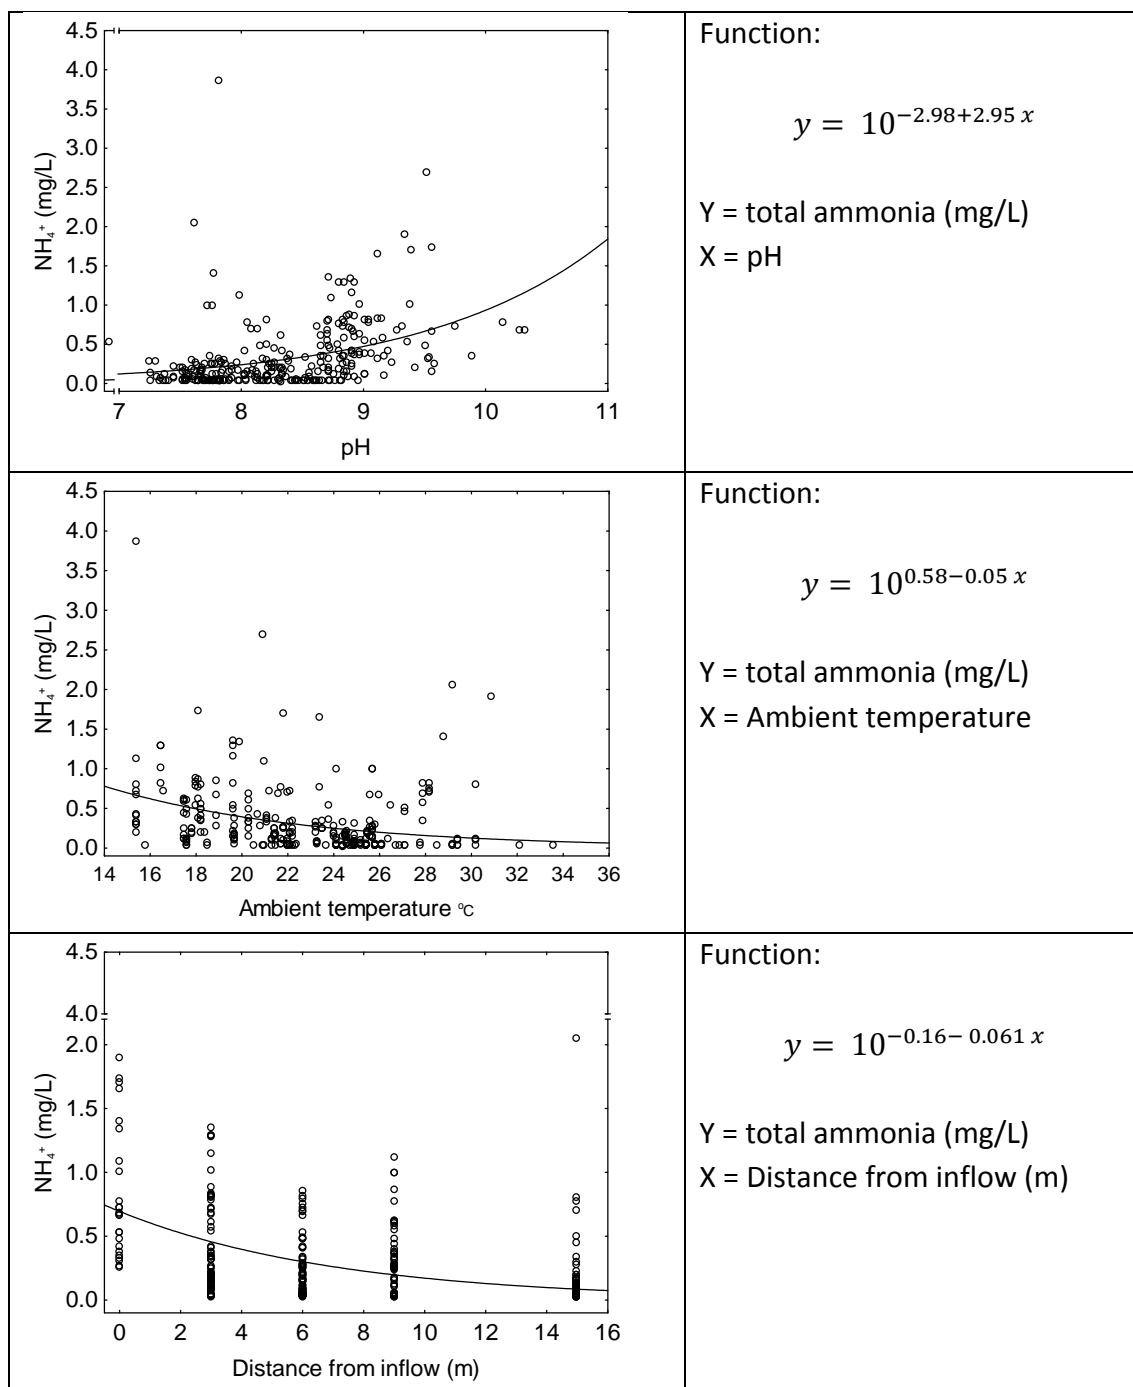 4.5
4.0
3.5
3.0
2.5
2.0
1.5
1.0
0.5
0.0
NH₄⁺ (mg/L)
7 8 9 10 11
pH
Function:
y = 10^{−2.98+2.95 x}
Y = total ammonia (mg/L)
X = pH
4.5
4.0
3.5
3.0
2.5
2.0
1.5
1.0
0.5
0.0
NH₄⁺ (mg/L)
14 16 18 20 22 24 26 28 30 32 34 36
Ambient temperature °C
Function:
y = 10^{0.58−0.05 x}
Y = total ammonia (mg/L)
X = Ambient temperature
4.5
4.0
2.0
1.5
1.0
0.5
0.0
NH₄⁺ (mg/L)
0 2 4 6 8 10 12 14 16
Distance from inflow (m)
Function:
y = 10^{−0.16− 0.061 x}
Y = total ammonia (mg/L)
X = Distance from inflow (m)